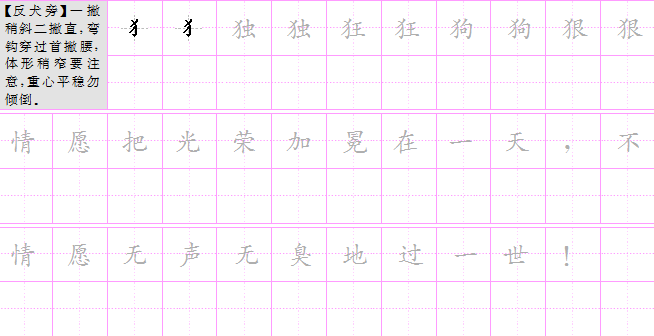 【反犬旁】一撇
稍斜二撇直，弯
钩穿过首撇腰，
体形稍窄要注
意，重心平稳勿
倾倒。
犭犭独独狂狂狗狗狠狠
情愿把光荣加冕在一天，不
情愿无声无臭地过一世！